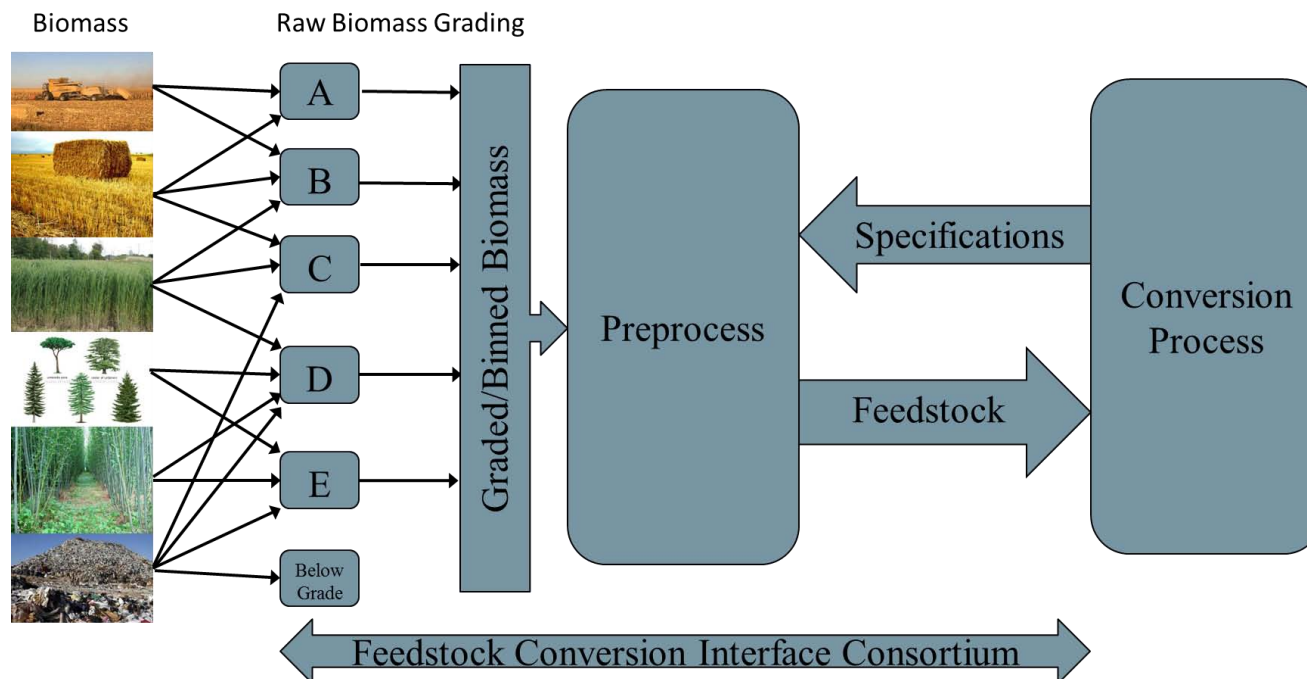 Biomass
Raw Biomass Grading
A
B
C
D
E
Below
Grade
Graded/Binned Biomass
Preprocess
Specifications
Feedstock
Conversion
Process
Feedstock Conversion Interface Consortium